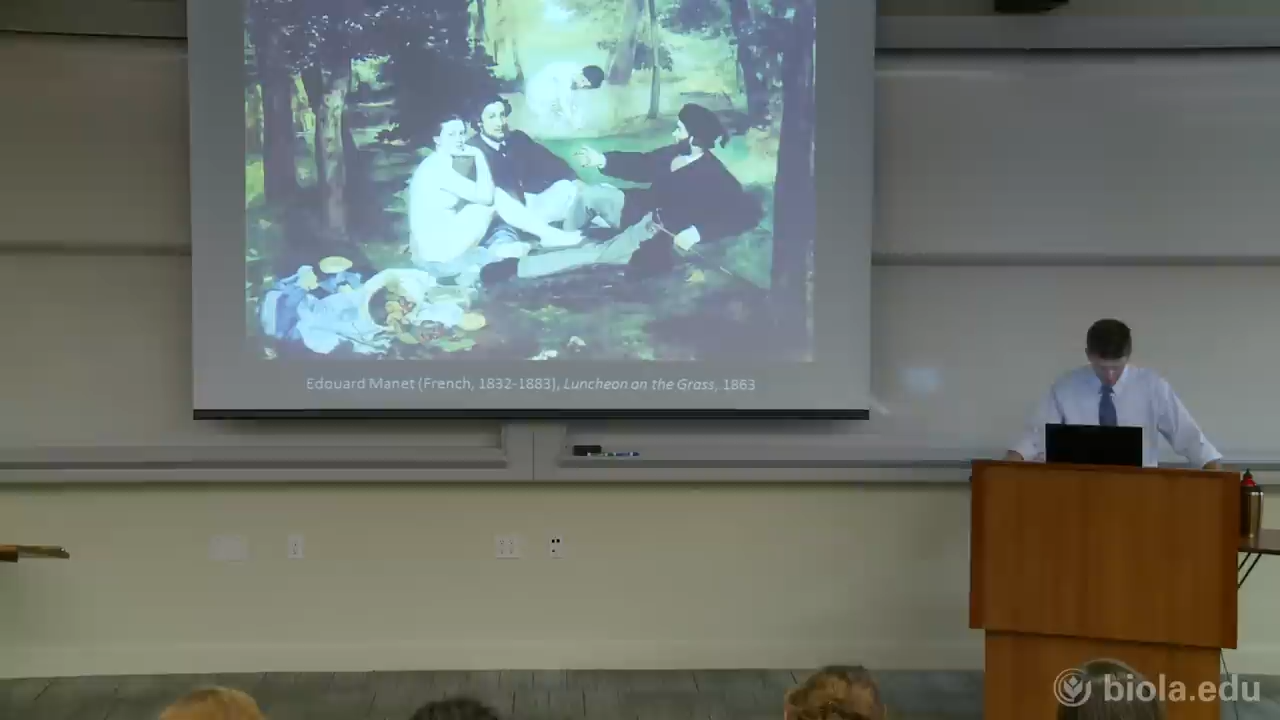 Edouard Manet (French, 1832-1883), Luncheon on the Grass, 1863
biola.edu